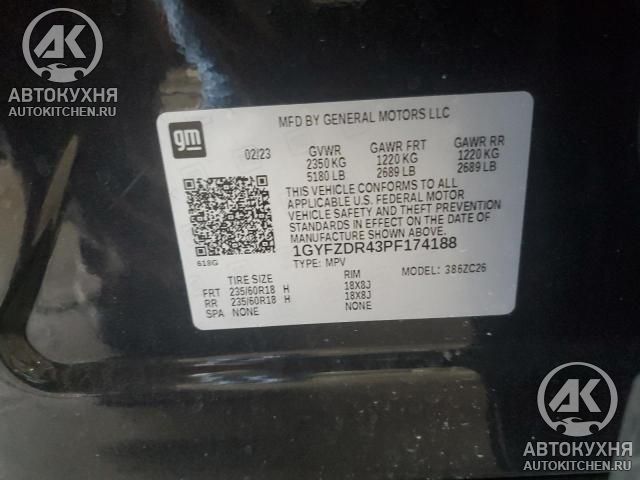 AK
АВТОКУХНЯ
AUTOKITCHEN.RU
gm
MFD BY GENERAL MOTORS LLC
02/23 GVWR GAWR FRT GAWR RR
2350 KG 1220 KG 1220 KG
5180 LB 2689 LB 2689 LB
THIS VEHICLE CONFORMS TO ALL
APPLICABLE U.S. FEDERAL MOTOR
VEHICLE SAFETY AND THEFT PREVENTION
STANDARDS IN EFFECT ON THE DATE OF
MANUFACTURE SHOWN ABOVE.
1GYFZDR43PF174188
618G
TYPE: MPV MODEL: 386ZC26
TIRE SIZE RIM
FRT 235/60R18 H 18X8J
RR 235/60R18 H 18X8J
SPA NONE NONE
AK
АВТОКУХНЯ
AUTOKITCHEN.RU